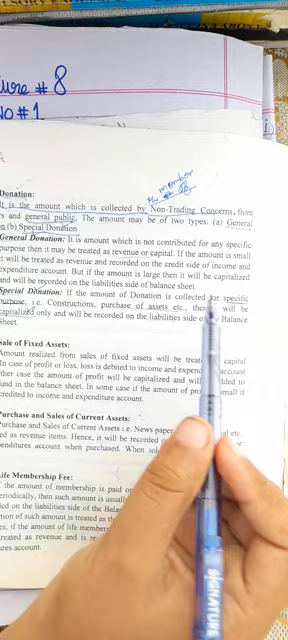 ure # 8
No # 1
member
Donation:
It is the amount which is collected by Non-Trading Concerns, from
rs and general public. The amount may be of two types: (a) General
n (b) Special Donation
General Donation: It is amount which is not contributed for any specific
purpose then it may be treated as revenue or capital. If the amount is small
it will be treated as revenue and recorded on the credit side of income and
expenditure account. But if the amount is large then it will be capitalized
and will be recorded on the liabilities side of balance sheet.
Special Donation: If the amount of Donation is collected for specific
purpose, i.e. Constructions, purchase of assets etc., then will be
capitalized only and will be recorded on the liabilities side of Balance
Sheet.
Sale of Fixed Assets:
Amount realized from sales of fixed assets will be treat capital
In case of profit or loss, loss is debited to income and expen account
ther case the amount of profit will be capitalized and will dded to
fund in the balance sheet. In some case if the amount of pro small it
credited to income and expenditure account.
Purchase and Sales of Current Assets:
Purchase and Sales of Current Assets i.e. News paper al etc.
ed as revenue items. Hence, it will be recorded o
penditures account when purchased. When sol
Life Membership Fee:
f the amount of membership is paid on
periodically, then such amount is usual
led on the liabilities side of the Bala
tion of such amount is treated as th
es, if the amount of life member
treated as revenue and is re
ures account.
SIGNATURE